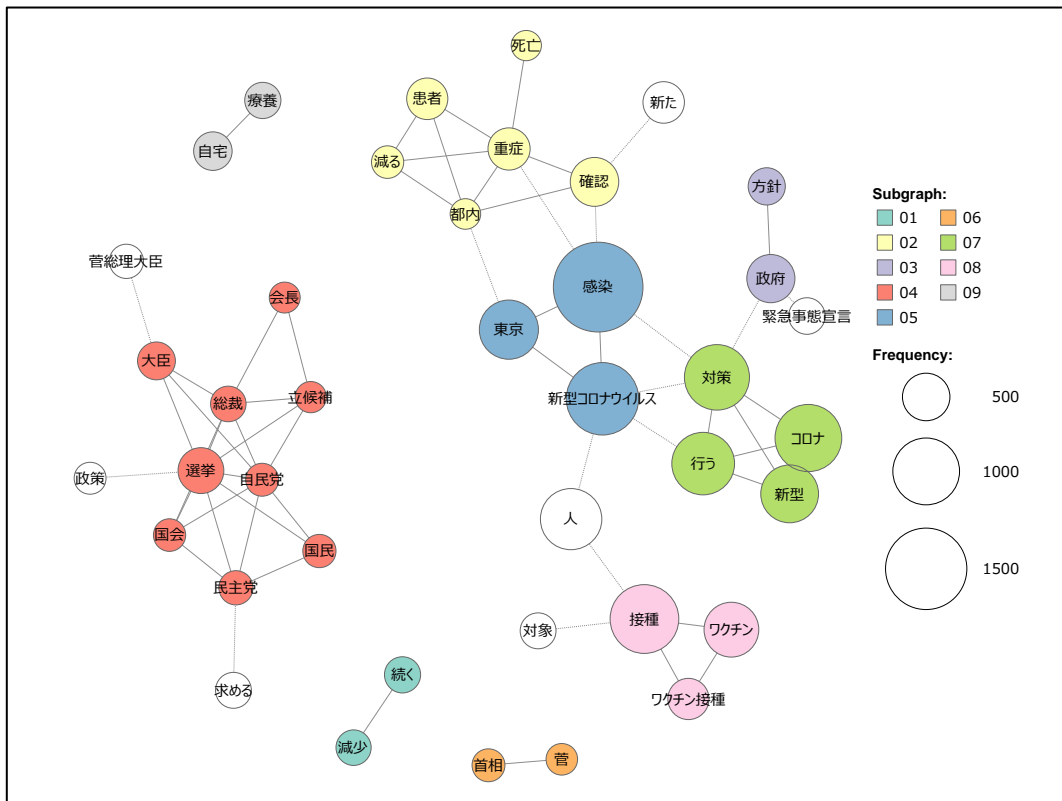 死亡
療養
患者
新た
自宅
重症
減る
確認
方針
都内
菅総理大臣
政府
感染
会長
緊急事態宣言
東京
大臣
対策
総裁
立候補
新型コロナウイルス
コロナ
選挙
行う
政策
自民党
新型
人
国会
国民
民主党
接種
対象
ワクチン
続く
求める
ワクチン接種
減少
首相
菅
Subgraph:
01 06
02 07
03 08
04 09
05
Frequency:
500
1000
1500